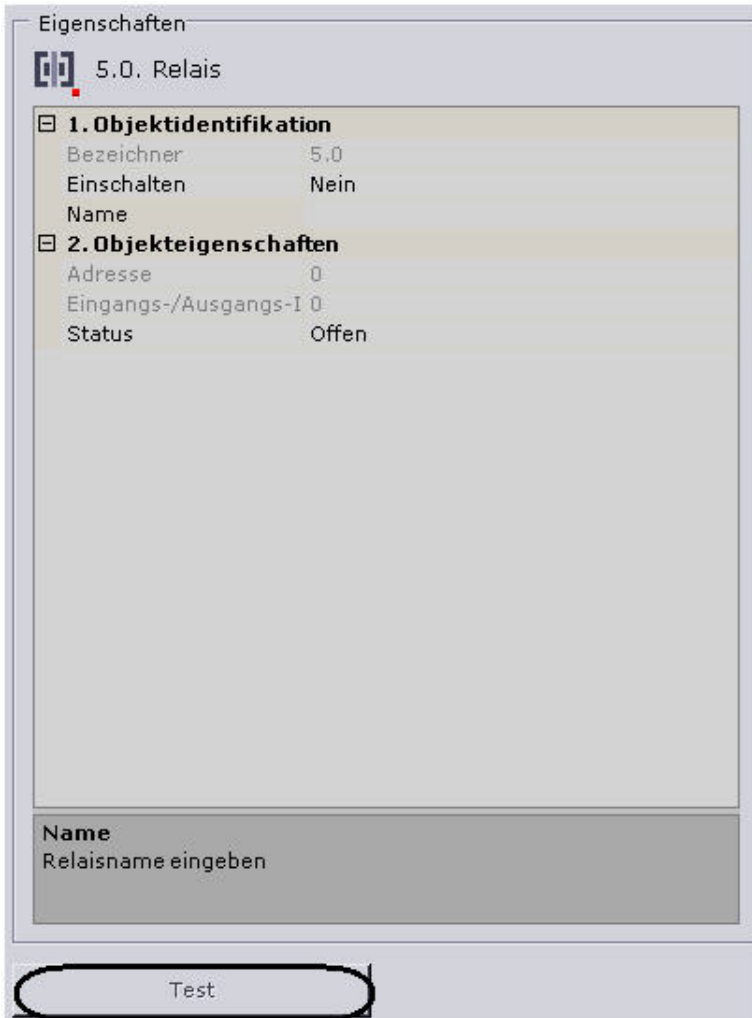 Eigenschaften
5.0. Relais
1. Objektidentifikation
Bezeichner 5.0
Einschalten Nein
Name
2. Objekteigenschaften
Adresse 0
Eingangs-/Ausgangs-I 0
Status Offen
Name
Relaisname eingeben
Test